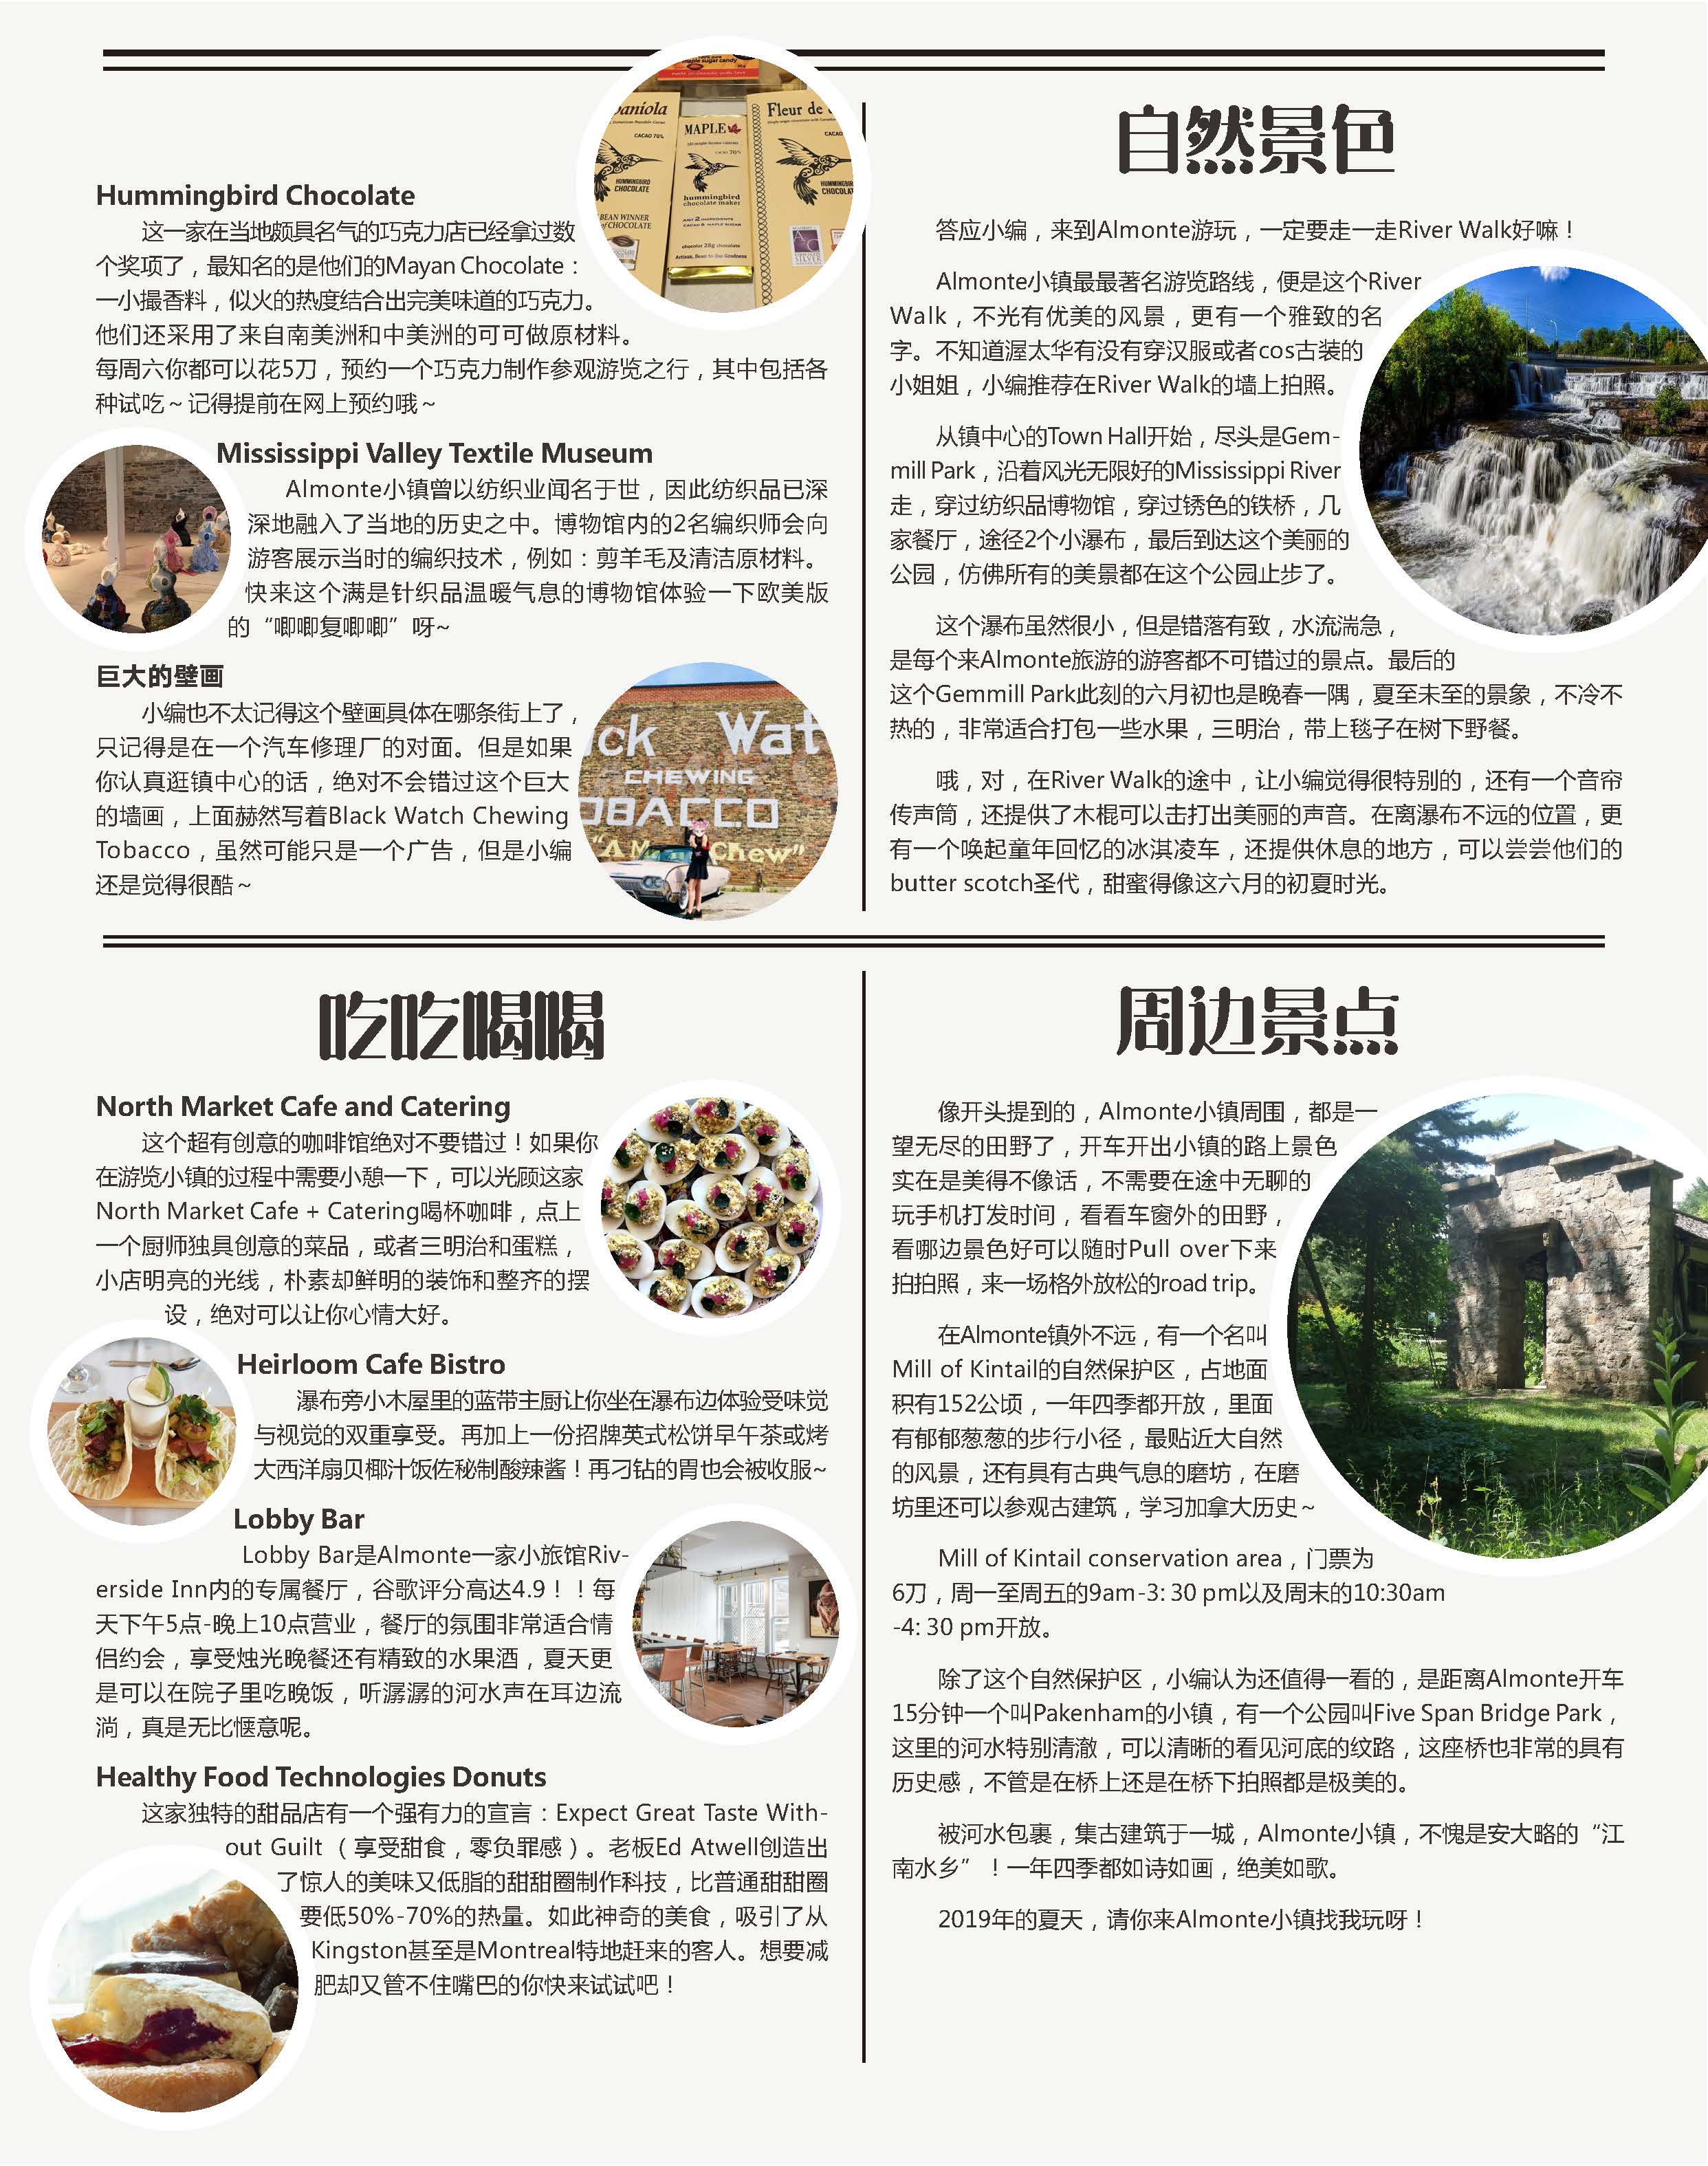 Hummingbird Chocolate
这一家在当地颇具名气的巧克力店已经拿过数
个奖项了，最知名的是他们的Mayan Chocolate：
一小撮香料，似火的热度结合出完美味道的巧克力。
他们还采用了来自南美洲和中美洲的可可做原材料。
每周六你都可以花5刀，预约一个巧克力制作参观游览之行，其中包括各
种试吃～记得提前在网上预约哦～
maple sugar candy
CACAO 70%
HUMMINGBIRD
CHOCOLATE
BEAN WINNER
of CHOCOLATE
MAPLE
CACAO 70%
hummingbird
chocolate maker
JUST 2 INGREDIENTS
CACAO & MAPLE SUGAR
chocolate 28g chocolat
Fleur de
Mississippi Valley Textile Museum
Almonte小镇曾以纺织业闻名于世，因此纺织品已深
深地融入了当地的历史之中。博物馆内的2名编织师会向
游客展示当时的编织技术，例如：剪羊毛及清洁原材料。
快来这个满是针织品温暖气息的博物馆体验一下欧美版
的“唧唧复唧唧”呀~
巨大的壁画
小编也不太记得这个壁画具体在哪条街上了，
只记得是在一个汽车修理厂的对面。但是如果
你认真逛镇中心的话，绝对不会错过这个巨大
的墙画，上面赫然写着Black Watch Chewing
Tobacco，虽然可能只是一个广告，但是小编
还是觉得很酷～
ck Wat
CHEWING
OBACCO
Chew"
自然景色
答应小编，来到Almonte游玩，一定要走一走River Walk好嘛！
Almonte小镇最最著名游览路线，便是这个River
Walk，不光有优美的风景，更有一个雅致的名
字。不知道渥太华有没有穿汉服或者cos古装的
小姐姐，小编推荐在River Walk的墙上拍照。
从镇中心的Town Hall开始，尽头是Gem-
mill Park，沿着风光无限好的Mississippi River
走，穿过纺织品博物馆，穿过锈色的铁桥，几
家餐厅，途径2个小瀑布，最后到达这个美丽的
公园，仿佛所有的美景都在这个公园止步了。
这个瀑布虽然很小，但是错落有致，水流湍急，
是每个来Almonte旅游的游客都不可错过的景点。最后的
这个Gemmill Park此刻的六月初也是晚春一隅，夏至未至的景象，不冷不
热的，非常适合打包一些水果，三明治，带上毯子在树下野餐。
哦，对，在River Walk的途中，让小编觉得很特别的，还有一个音帘
传声筒，还提供了木棍可以击打出美丽的声音。在离瀑布不远的位置，更
有一个唤起童年回忆的冰淇凌车，还提供休息的地方，可以尝尝他们的
butter scotch圣代，甜蜜得像这六月的初夏时光。
吃吃喝喝
North Market Cafe and Catering
这个超有创意的咖啡馆绝对不要错过！如果你
在游览小镇的过程中需要小憩一下，可以光顾这家
North Market Cafe + Catering喝杯咖啡，点上
一个厨师独具创意的菜品，或者三明治和蛋糕，
小店明亮的光线，朴素却鲜明的装饰和整齐的摆
设，绝对可以让你心情大好。
Heirloom Cafe Bistro
瀑布旁小木屋里的蓝带主厨让你坐在瀑布边体验受味觉
与视觉的双重享受。再加上一份招牌英式松饼早午茶或烤
大西洋扇贝椰汁饭佐秘制酸辣酱！再刁钻的胃也会被收服~
Lobby Bar
Lobby Bar是Almonte一家小旅馆Riv-
erside Inn内的专属餐厅，谷歌评分高达4.9！！每
天下午5点-晚上10点营业，餐厅的氛围非常适合情
侣约会，享受烛光晚餐还有精致的水果酒，夏天更
是可以在院子里吃晚饭，听潺潺的河水声在耳边流
淌，真是无比惬意呢。
Healthy Food Technologies Donuts
这家独特的甜品店有一个强有力的宣言：Expect Great Taste With-
out Guilt （享受甜食，零负罪感）。老板Ed Atwell创造出
了惊人的美味又低脂的甜甜圈制作科技，比普通甜甜圈
要低50%-70%的热量。如此神奇的美食，吸引了从
Kingston甚至是Montreal特地赶来的客人。想要减
肥却又管不住嘴巴的你快来试试吧！
周边景点
像开头提到的，Almonte小镇周围，都是一
望无尽的田野了，开车开出小镇的路上景色
实在是美得不像话，不需要在途中无聊的
玩手机打发时间，看看车窗外的田野，
看哪边景色好可以随时Pull over下来
拍拍照，来一场格外放松的road trip。
在Almonte镇外不远，有一个名叫
Mill of Kintail的自然保护区，占地面
积有152公顷，一年四季都开放，里面
有郁郁葱葱的步行小径，最贴近大自然
的风景，还有具有古典气息的磨坊，在磨
坊里还可以参观古建筑，学习加拿大历史～
Mill of Kintail conservation area，门票为
6刀，周一至周五的9am-3: 30 pm以及周末的10:30am
-4: 30 pm开放。
除了这个自然保护区，小编认为还值得一看的，是距离Almonte开车
15分钟一个叫Pakenham的小镇，有一个公园叫Five Span Bridge Park，
这里的河水特别清澈，可以清晰的看见河底的纹路，这座桥也非常的具有
历史感，不管是在桥上还是在桥下拍照都是极美的。
被河水包裹，集古建筑于一城，Almonte小镇，不愧是安大略的“江
南水乡”！一年四季都如诗如画，绝美如歌。
2019年的夏天，请你来Almonte小镇找我玩呀！